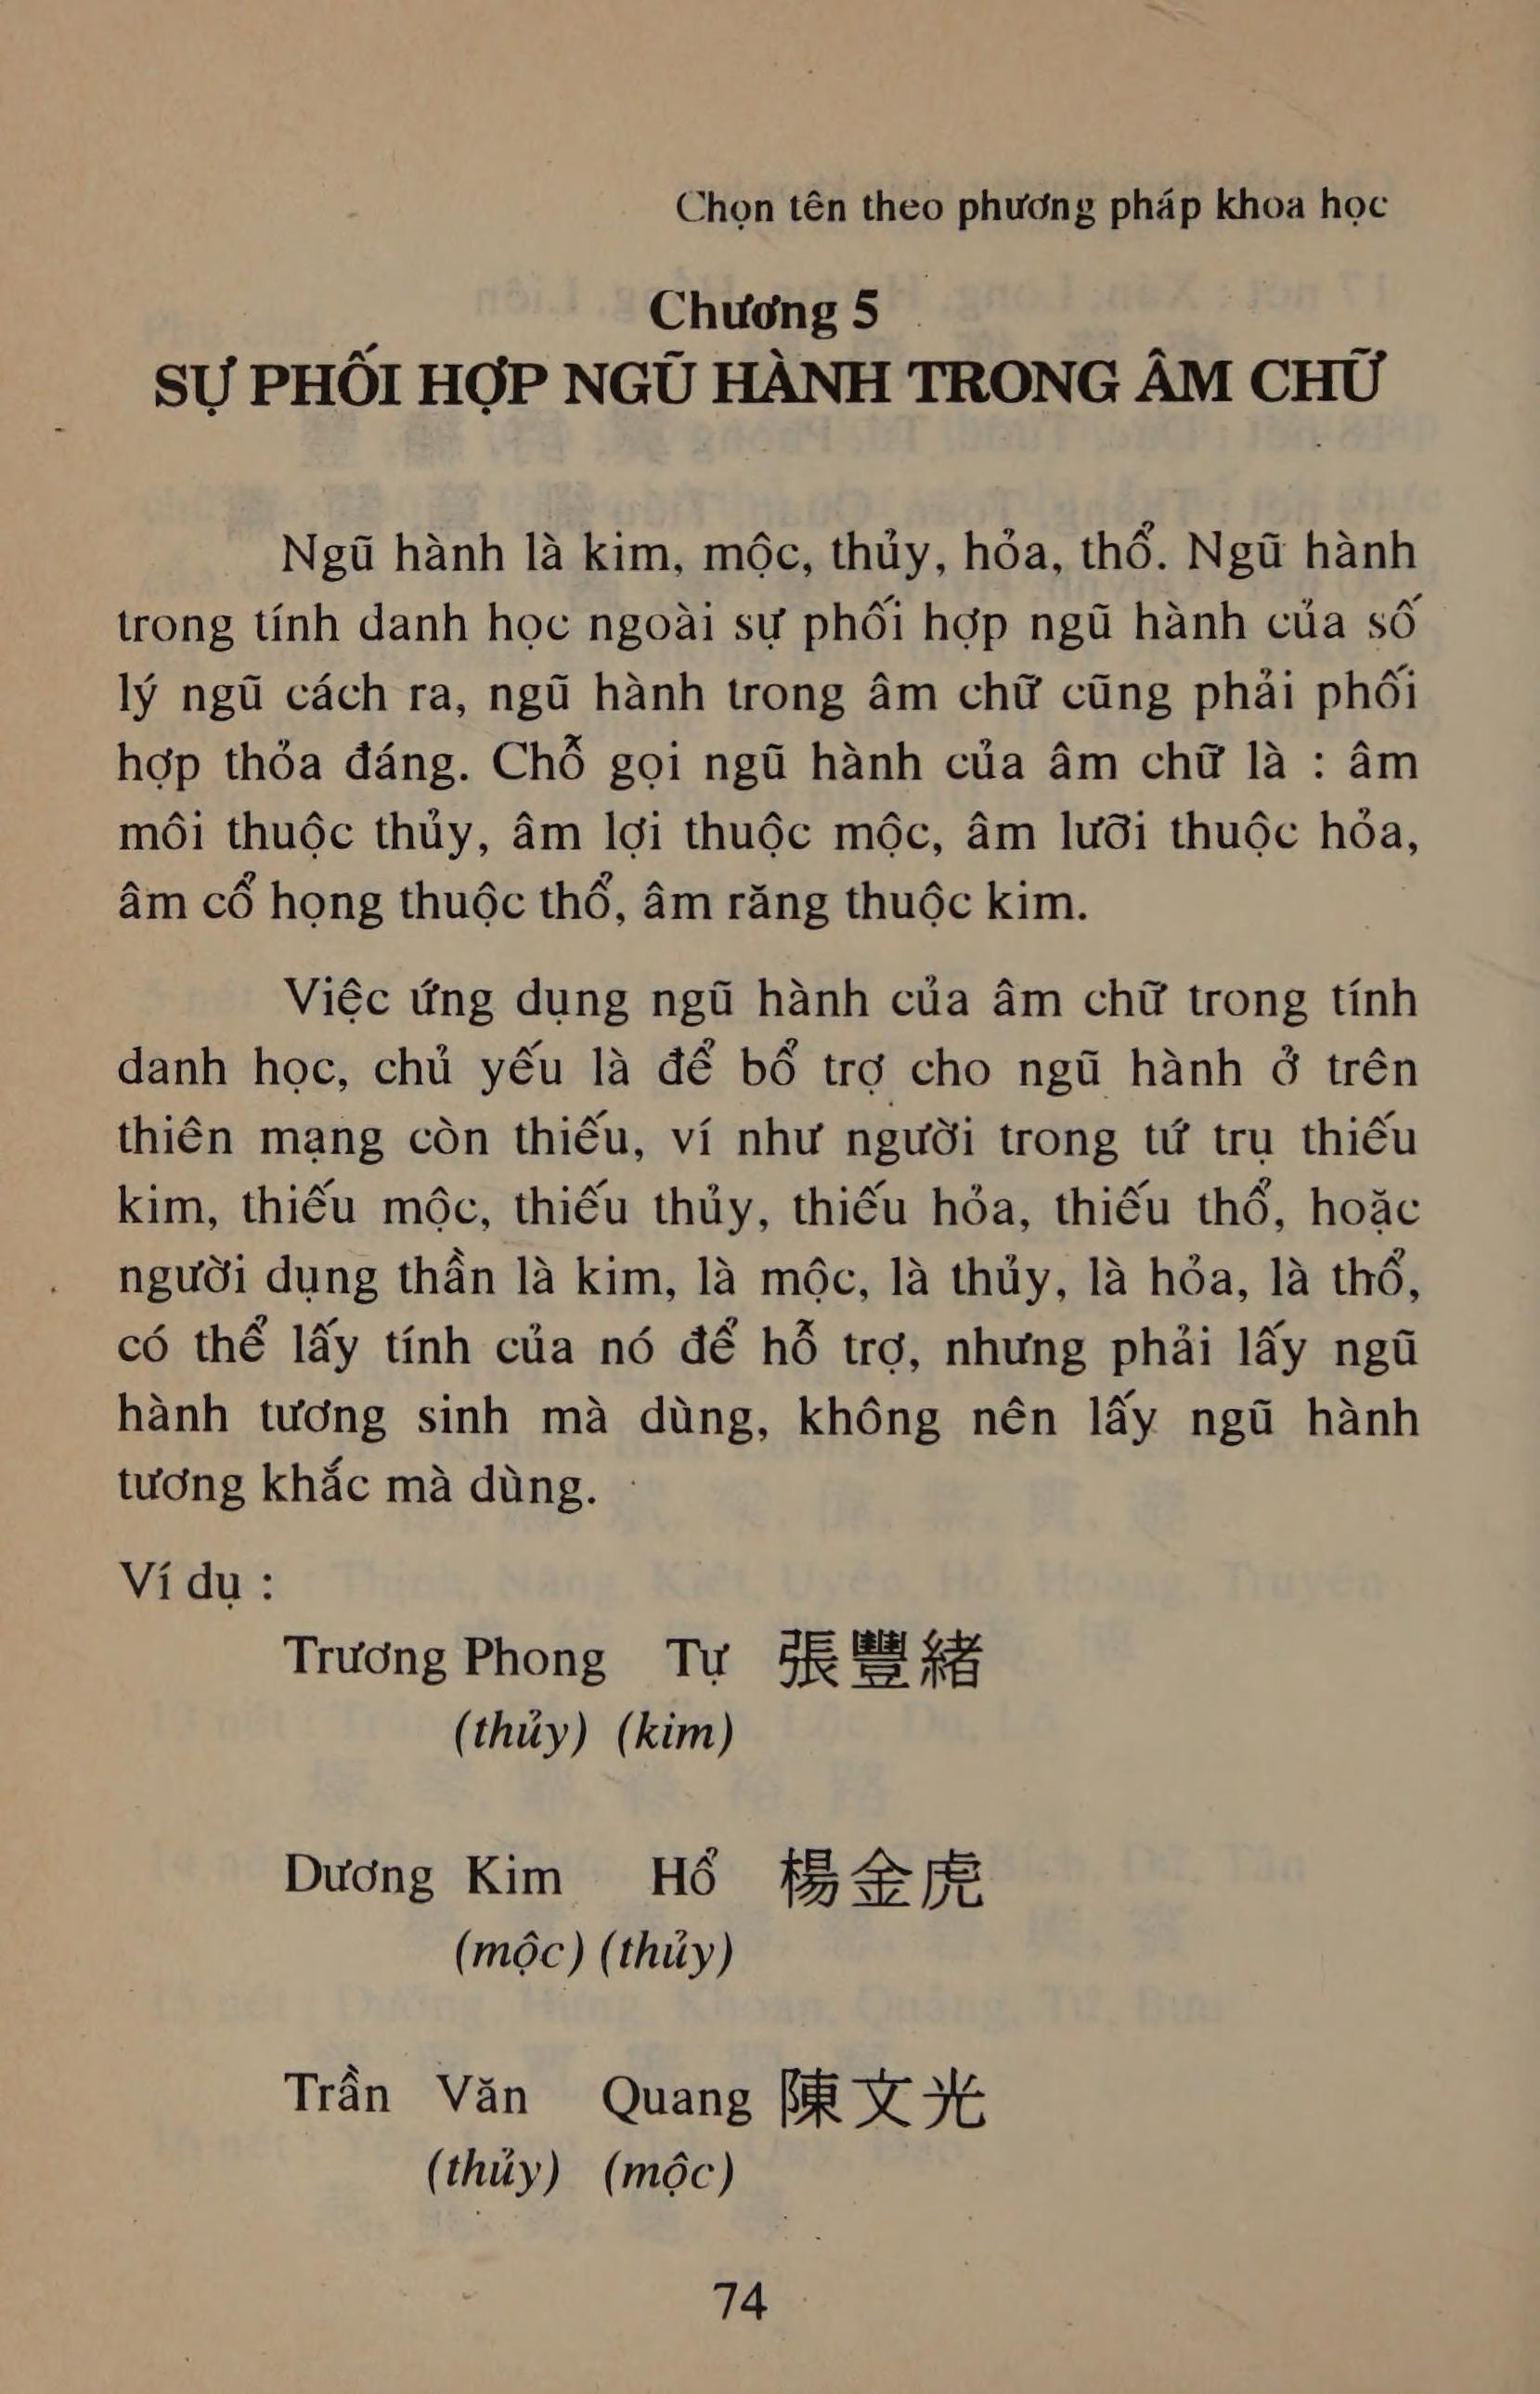 Chọn tên theo phương pháp khoa học
Chương 5
SỰ PHỐI HỢP NGŨ HÀNH TRONG ÂM CHỮ
Ngũ hành là kim, mộc, thủy, hỏa, thổ. Ngũ hành
trong tính danh học ngoài sự phối hợp ngũ hành của số
lý ngũ cách ra, ngũ hành trong âm chữ cũng phải phối
hợp thỏa đáng. Chỗ gọi ngũ hành của âm chữ là : âm
môi thuộc thủy, âm lợi thuộc mộc, âm lưỡi thuộc hỏa,
âm cổ họng thuộc thổ, âm răng thuộc kim.
Việc ứng dụng ngũ hành của âm chữ trong tính
danh học, chủ yếu là để bổ trợ cho ngũ hành ở trên
thiên mạng còn thiếu, ví như người trong tứ trụ thiếu
kim, thiếu mộc, thiếu thủy, thiếu hỏa, thiếu thổ, hoặc
người dụng thần là kim, là mộc, là thủy, là hỏa, là thổ,
có thể lấy tính của nó để hỗ trợ, nhưng phải lấy ngũ
hành tương sinh mà dùng, không nên lấy ngũ hành
tương khắc mà dùng.
Ví dụ :
Trương Phong Tự 張豐緒
(thủy) (kim)
Dương Kim Hổ 楊金虎
(mộc) (thủy)
Trần Văn Quang 陳文光
(thủy) (mộc)
74